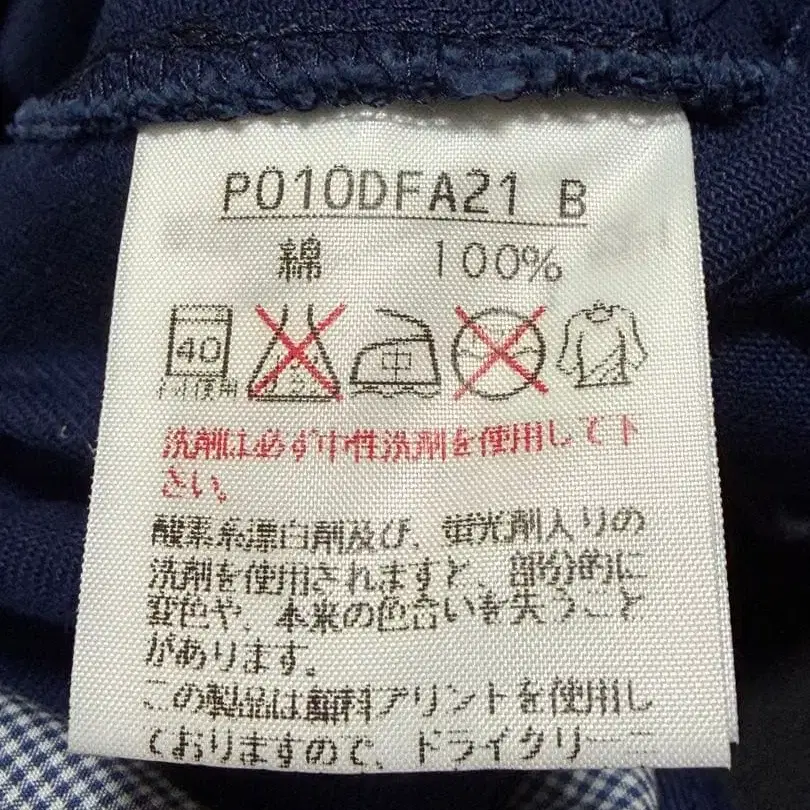 P010DFA21 B
綿 100%
40 中
洗剤は必ず中性洗剤を使用して下
さい。
酸素系漂白剤及び、蛍光剤入りの
洗剤を使用されますと、部分的に
変色や、本来の色合いを失うこと
があります。
この製品は顔料プリントを使用し
ておりますので、ドライクリーニ